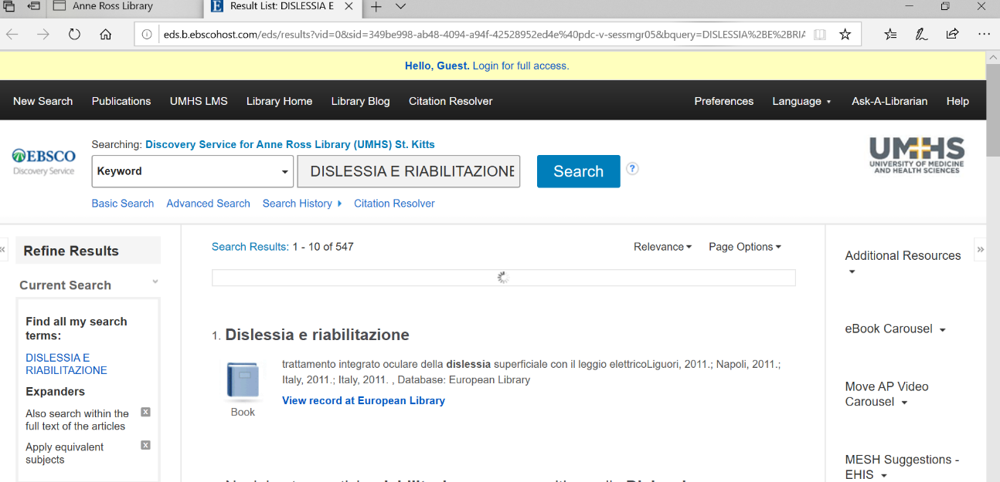 Anne Ross Library
Result List: DISLESSIA E
eds.b.ebscohost.com/eds/results?vid=0&sid=349be998-ab48-4094-a94f-42528952ed4e%40pdc-v-sessmgr05&bquery=DISLESSIA%2BE%2BRIA
Hello, Guest. Login for full access.
New Search Publications UMHS LMS Library Home Library Blog Citation Resolver Preferences Language Ask-A-Librarian Help
EBSCO
Discovery Service
Searching: Discovery Service for Anne Ross Library (UMHS) St. Kitts
Keyword DISLESSIA E RIABILITAZIONE Search ?
Basic Search Advanced Search Search History Citation Resolver
UMHS
UNIVERSITY OF MEDICINE
AND HEALTH SCIENCES
Refine Results
Current Search
Find all my search
terms:
DISLESSIA E
RIABILITAZIONE
Expanders
Also search within the
full text of the articles
Apply equivalent
subjects
Search Results: 1 - 10 of 547 Relevance Page Options
1. Dislessia e riabilitazione
trattamento integrato oculare della dislessia superficiale con il leggio elettricoLiguori, 2011.; Napoli, 2011.;
Italy, 2011.; Italy, 2011. , Database: European Library
View record at European Library
Book
Additional Resources
eBook Carousel
Move AP Video
Carousel
MESH Suggestions -
EHIS